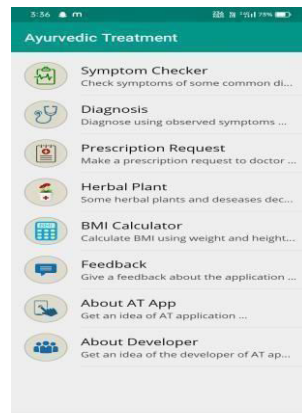 3:36
Ayurvedic Treatment
Symptom Checker
Check symptoms of some common di...
Diagnosis
Diagnose using observed symptoms ...
Prescription Request
Make a prescription request to doctor ...
Herbal Plant
Some herbal plants and deseases dec...
BMI Calculator
Calculate BMI using weight and height...
Feedback
Give a feedback about the application ...
About AT App
Get an idea of AT application ...
About Developer
Get an idea of the developer of AT ap...